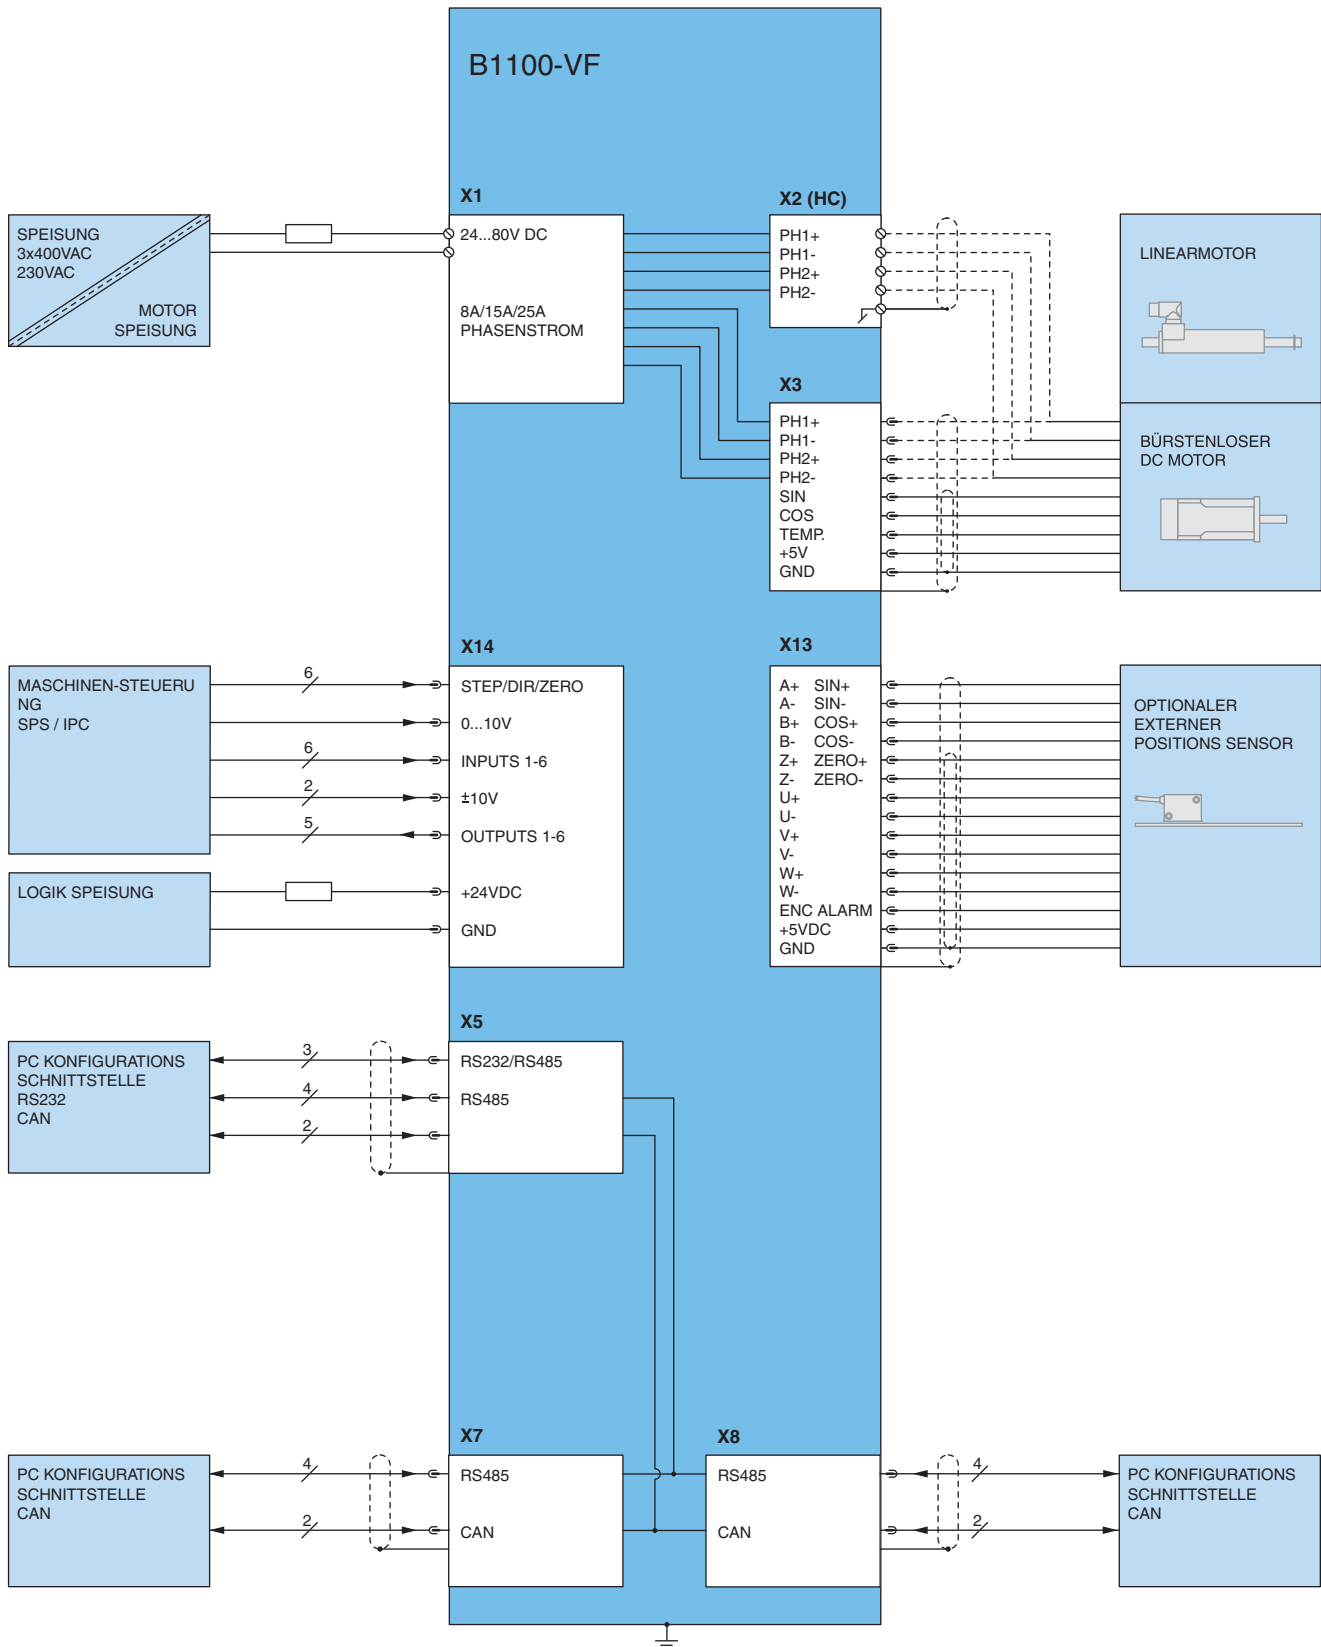 B1100-VF
X1
X2 (HC)
SPEISUNG
3x400VAC
230VAC
MOTOR
SPEISUNG
24...80V DC
8A/15A/25A
PHASENSTROM
PH1+
PH1-
PH2+
PH2-
LINEARMOTOR
X3
PH1+
PH1-
PH2+
PH2-
SIN
COS
TEMP.
+5V
GND
BÜRSTENLOSER
DC MOTOR
X14
MASCHINEN-STEUERU
NG
SPS / IPC
6
6
2
5
STEP/DIR/ZERO
0...10V
INPUTS 1-6
±10V
OUTPUTS 1-6
LOGIK SPEISUNG
+24VDC
GND
X13
A+ SIN+
A- SIN-
B+ COS+
B- COS-
Z+ ZERO+
Z- ZERO-
U+
U-
V+
V-
W+
W-
ENC ALARM
+5VDC
GND
OPTIONALER
EXTERNER
POSITIONS SENSOR
X5
PC KONFIGURATIONS
SCHNITTSTELLE
RS232
CAN
3
4
2
RS232/RS485
RS485
X7
PC KONFIGURATIONS
SCHNITTSTELLE
CAN
4
2
RS485
CAN
X8
RS485
CAN
4
2
PC KONFIGURATIONS
SCHNITTSTELLE
CAN